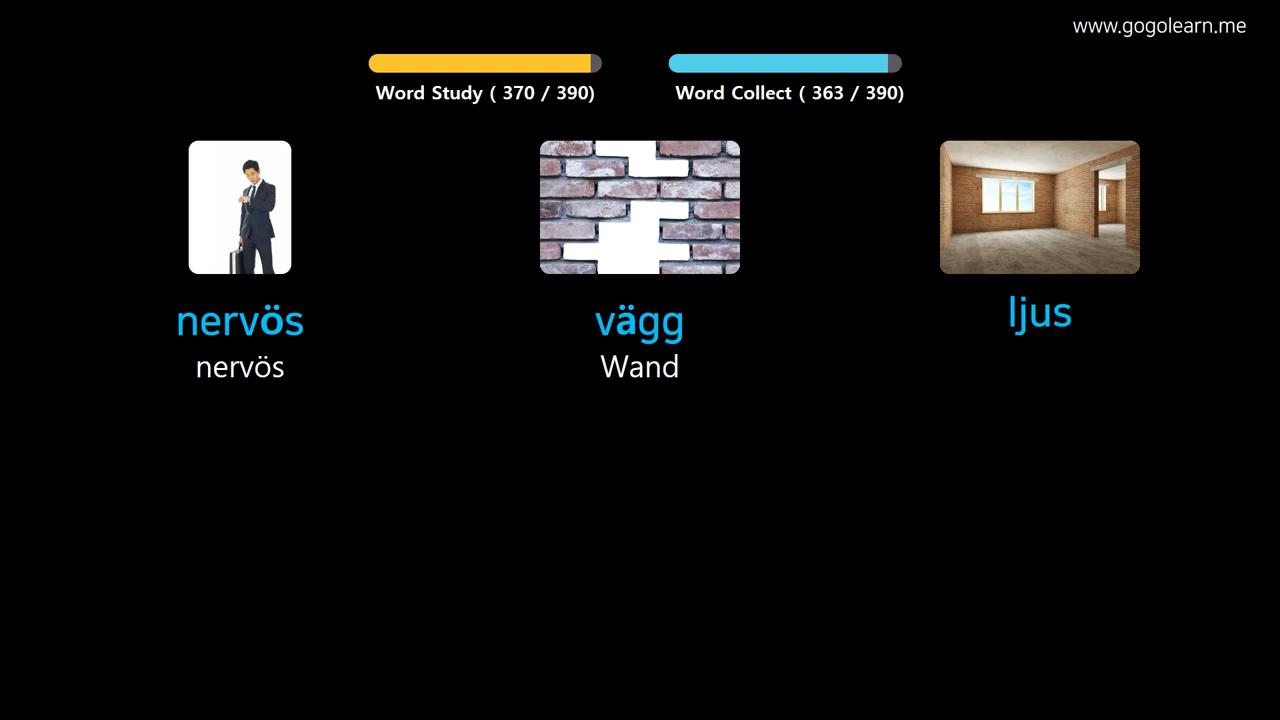 www.gogolearn.me
Word Study ( 370 / 390)
Word Collect ( 363 / 390)
nervös
vägg
ljus
nervös
Wand